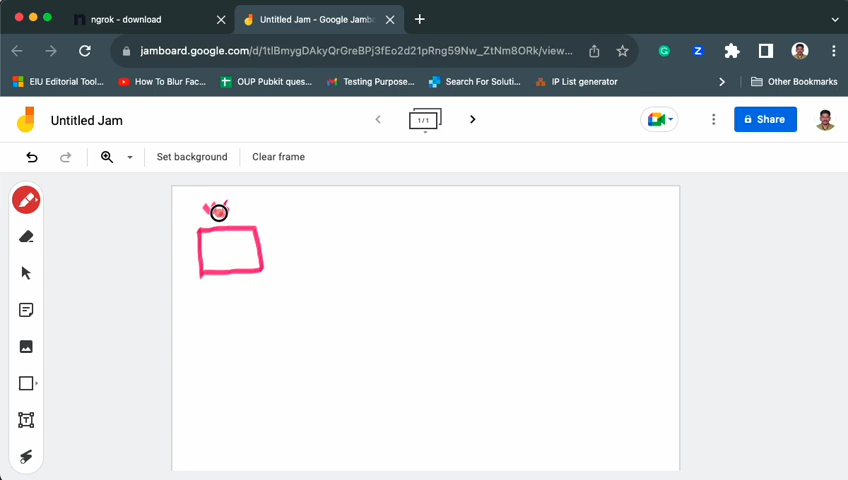 ngrok - download
Untitled Jam - Google Jambo
jamboard.google.com/d/1tIBmygDAkyQrGreBPj3fEo2d21pRng59Nw_ZtNm8ORk/view...
EIU Editorial Tool...
How To Blur Fac...
OUP Pubkit ques...
Testing Purpose...
Search For Soluti...
IP List generator
Other Bookmarks
Untitled Jam
1/1
Share
Set background
Clear frame